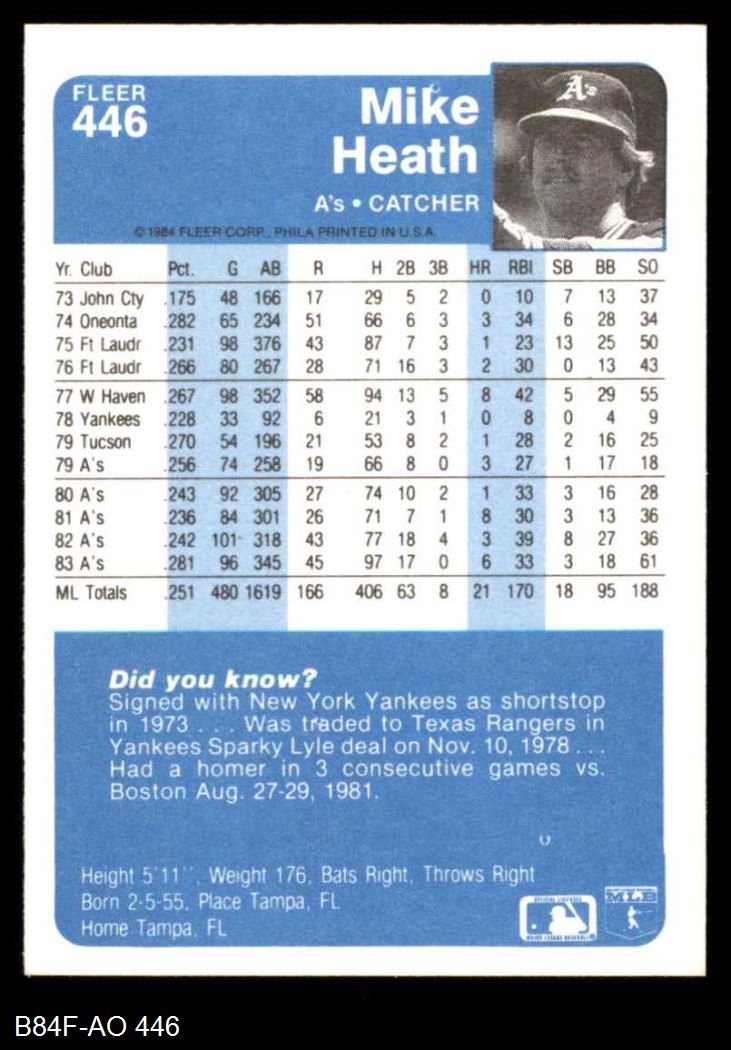 FLEER
446
Mike
Heath
A's • CATCHER
A's
© 1984 FLEER CORP., PHILA PRINTED IN U.S.A.
Yr. Club Pct. G AB R H 2B 3B HR RBI SB BB SO
73 John Cty .175 48 166 17 29 5 2 0 10 7 13 37
74 Oneonta .282 65 234 51 66 6 3 3 34 6 28 34
75 Ft Laudr .231 98 376 43 87 7 3 1 23 13 25 50
76 Ft Laudr .266 80 267 28 71 16 3 2 30 0 13 43
77 W Haven .267 98 352 58 94 13 5 8 42 5 29 55
78 Yankees .228 33 92 6 21 3 1 0 8 0 4 9
79 Tucson .270 54 196 21 53 8 2 1 28 2 16 25
79 A's .256 74 258 19 66 8 0 3 27 1 17 18
80 A's .243 92 305 27 74 10 2 1 33 3 16 28
81 A's .236 84 301 26 71 7 1 8 30 3 13 36
82 A's .242 101 318 43 77 18 4 3 39 8 27 36
83 A's .281 96 345 45 97 17 0 6 33 3 18 61
ML Totals .251 480 1619 166 406 63 8 21 170 18 95 188
Did you know?
Signed with New York Yankees as shortstop
in 1973 . . . Was traded to Texas Rangers in
Yankees Sparky Lyle deal on Nov. 10, 1978 . . .
Had a homer in 3 consecutive games vs.
Boston Aug. 27-29, 1981.
Height 5'11", Weight 176, Bats Right, Throws Right
Born 2-5-55, Place Tampa, FL
Home Tampa, FL
MLB
B84F-AO 446